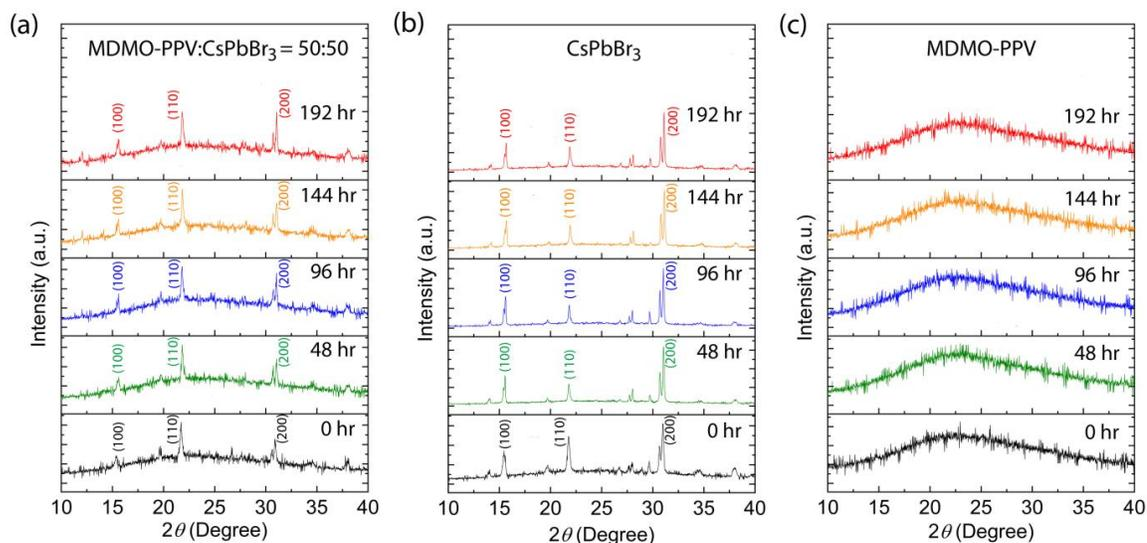 (a)
MDMO-PPV:CsPbBr₃ = 50:50
192 hr
(100)
(110)
(200)
144 hr
(100)
(110)
(200)
96 hr
(100)
(110)
(200)
48 hr
(100)
(110)
(200)
0 hr
(100)
(110)
(200)
Intensity (a.u.)
10 15 20 25 30 35 40
2θ (Degree)
(b)
CsPbBr₃
192 hr
(100)
(110)
(200)
144 hr
(100)
(110)
(200)
96 hr
(100)
(110)
(200)
48 hr
(100)
(110)
(200)
0 hr
(100)
(110)
(200)
Intensity (a.u.)
10 15 20 25 30 35 40
2θ (Degree)
(c)
MDMO-PPV
192 hr
144 hr
96 hr
48 hr
0 hr
Intensity (a.u.)
10 15 20 25 30 35 40
2θ (Degree)